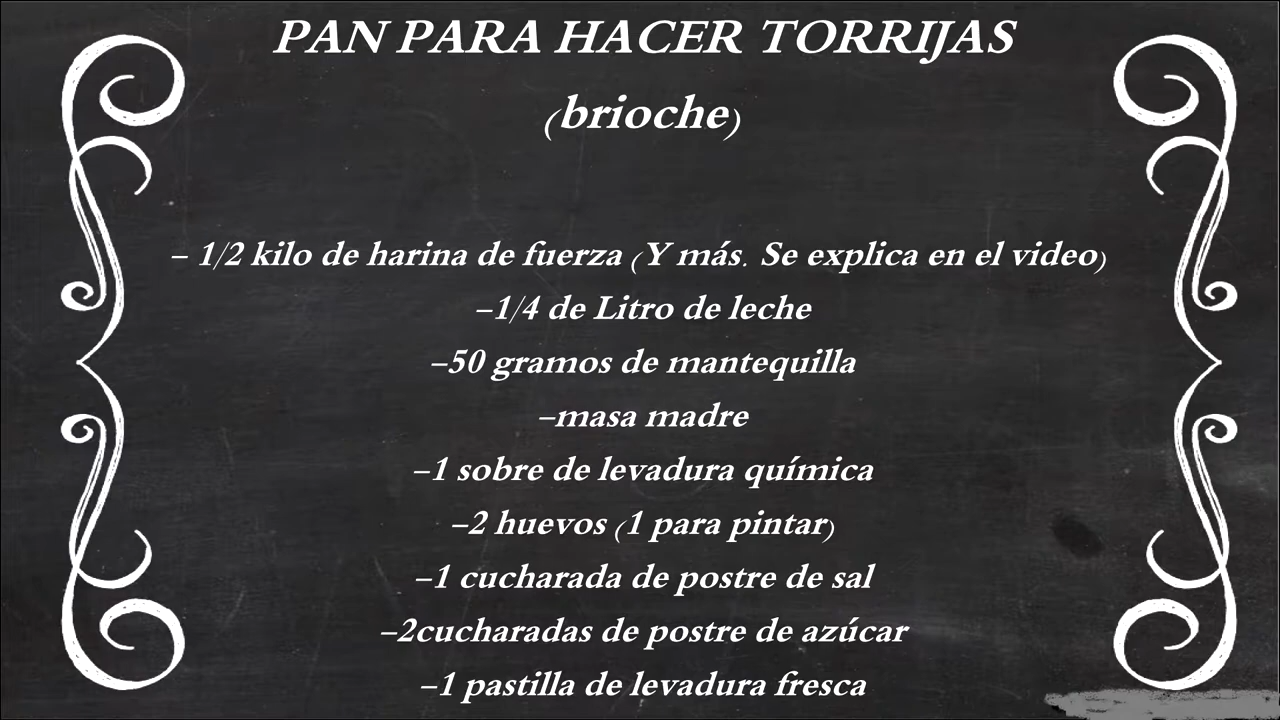 PAN PARA HACER TORRIJAS
(brioche)
– 1/2 kilo de harina de fuerza (Y más. Se explica en el video)
–1/4 de Litro de leche
–50 gramos de mantequilla
–masa madre
–1 sobre de levadura química
–2 huevos (1 para pintar)
–1 cucharada de postre de sal
–2cucharadas de postre de azúcar
–1 pastilla de levadura fresca